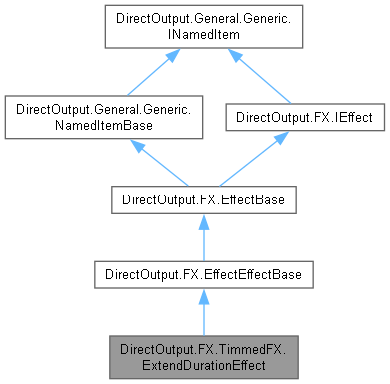 DirectOutput.General.Generic.
INamedItem
DirectOutput.General.Generic.
NamedItemBase
DirectOutput.FX.IEffect
DirectOutput.FX.EffectBase
DirectOutput.FX.EffectEffectBase
DirectOutput.FX.TimmedFX.
ExtendDurationEffect